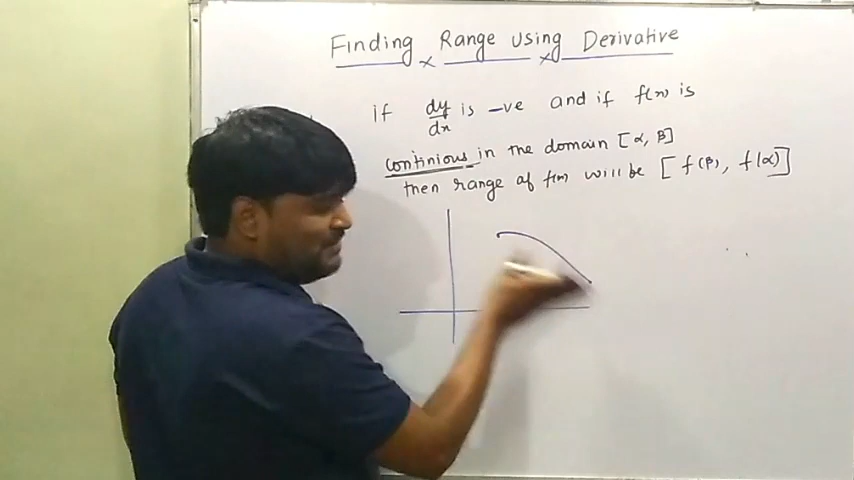 Finding Range using Derivative
if dy/dx is -ve and if f(x) is
continious in the domain [α, β]
then range of f(x) will be [f(β), f(α)]